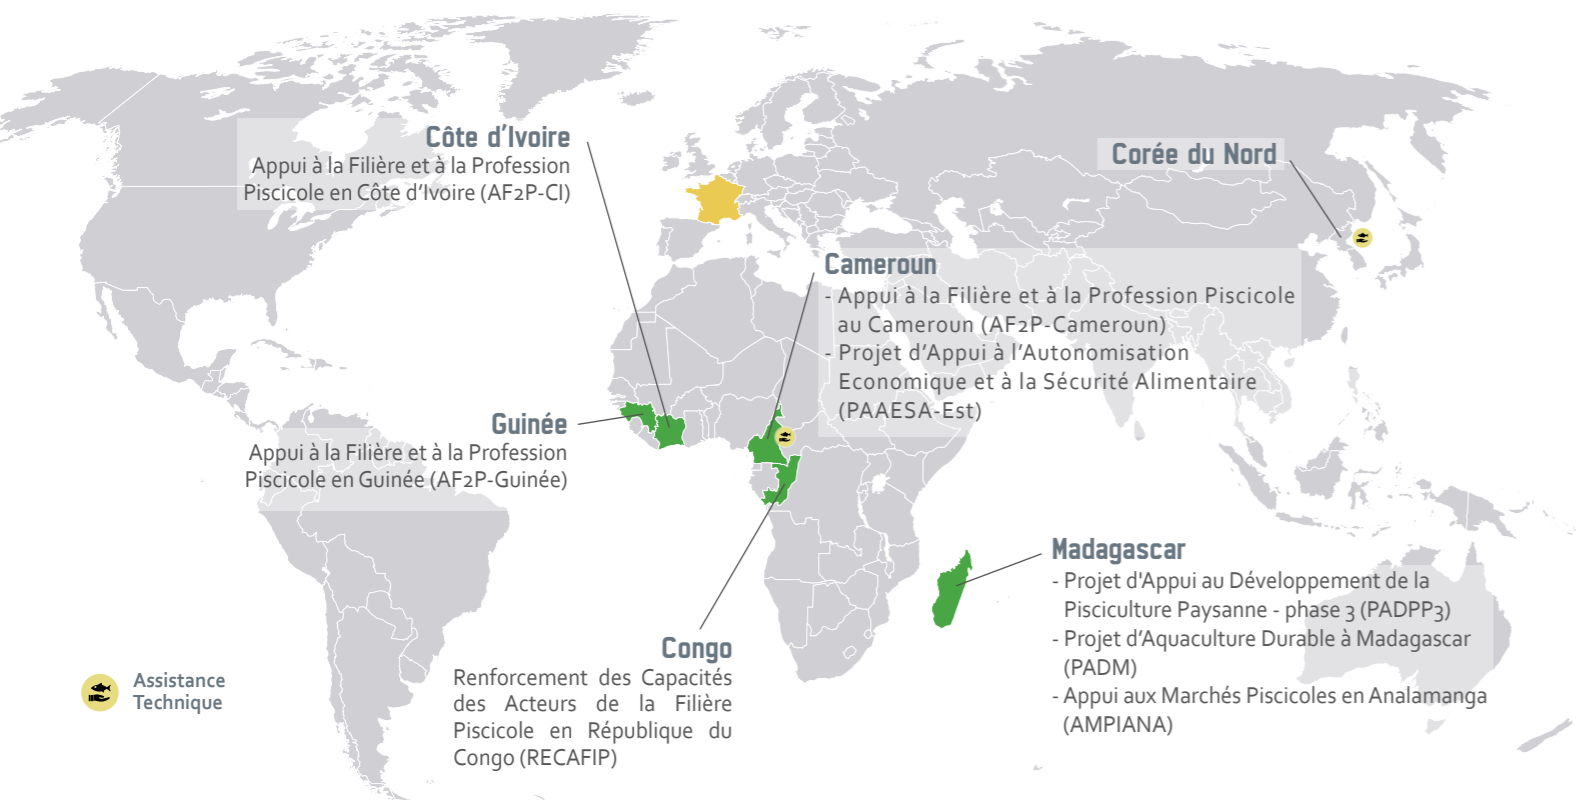 Côte d'Ivoire
Appui à la Filière et à la Profession
Piscicole en Côte d'Ivoire (AF2P-CI)
Corée du Nord
Cameroun
- Appui à la Filière et à la Profession Piscicole
au Cameroun (AF2P-Cameroun)
- Projet d’Appui à l’Autonomisation
Economique et à la Sécurité Alimentaire
(PAAESA-Est)
Guinée
Appui à la Filière et à la Profession
Piscicole en Guinée (AF2P-Guinée)
Madagascar
- Projet d'Appui au Développement de la
Pisciculture Paysanne - phase 3 (PADPP3)
- Projet d’Aquaculture Durable à Madagascar
(PADM)
- Appui aux Marchés Piscicoles en Analamanga
(AMPIANA)
Congo
Renforcement des Capacités
des Acteurs de la Filière
Piscicole en République du
Congo (RECAFIP)
Assistance
Technique